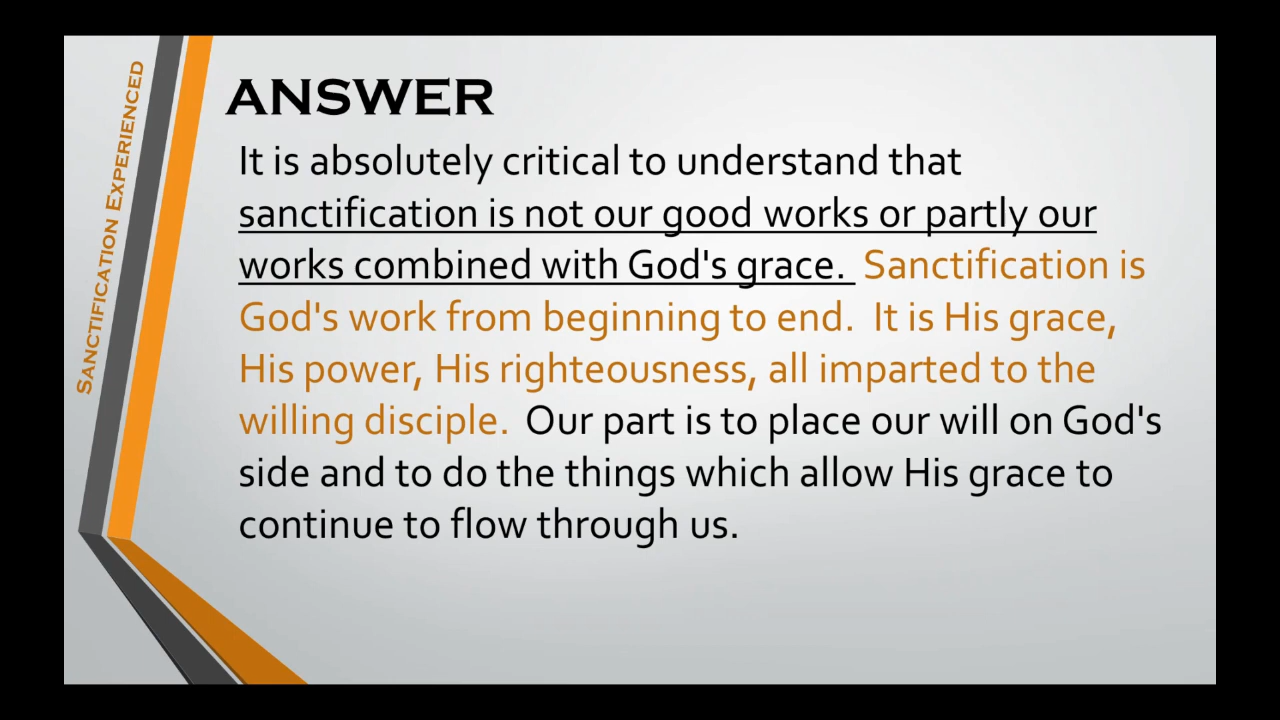 Sanctification Experienced
ANSWER
It is absolutely critical to understand that
sanctification is not our good works or partly our
works combined with God's grace. Sanctification is
God's work from beginning to end. It is His grace,
His power, His righteousness, all imparted to the
willing disciple. Our part is to place our will on God's
side and to do the things which allow His grace to
continue to flow through us.